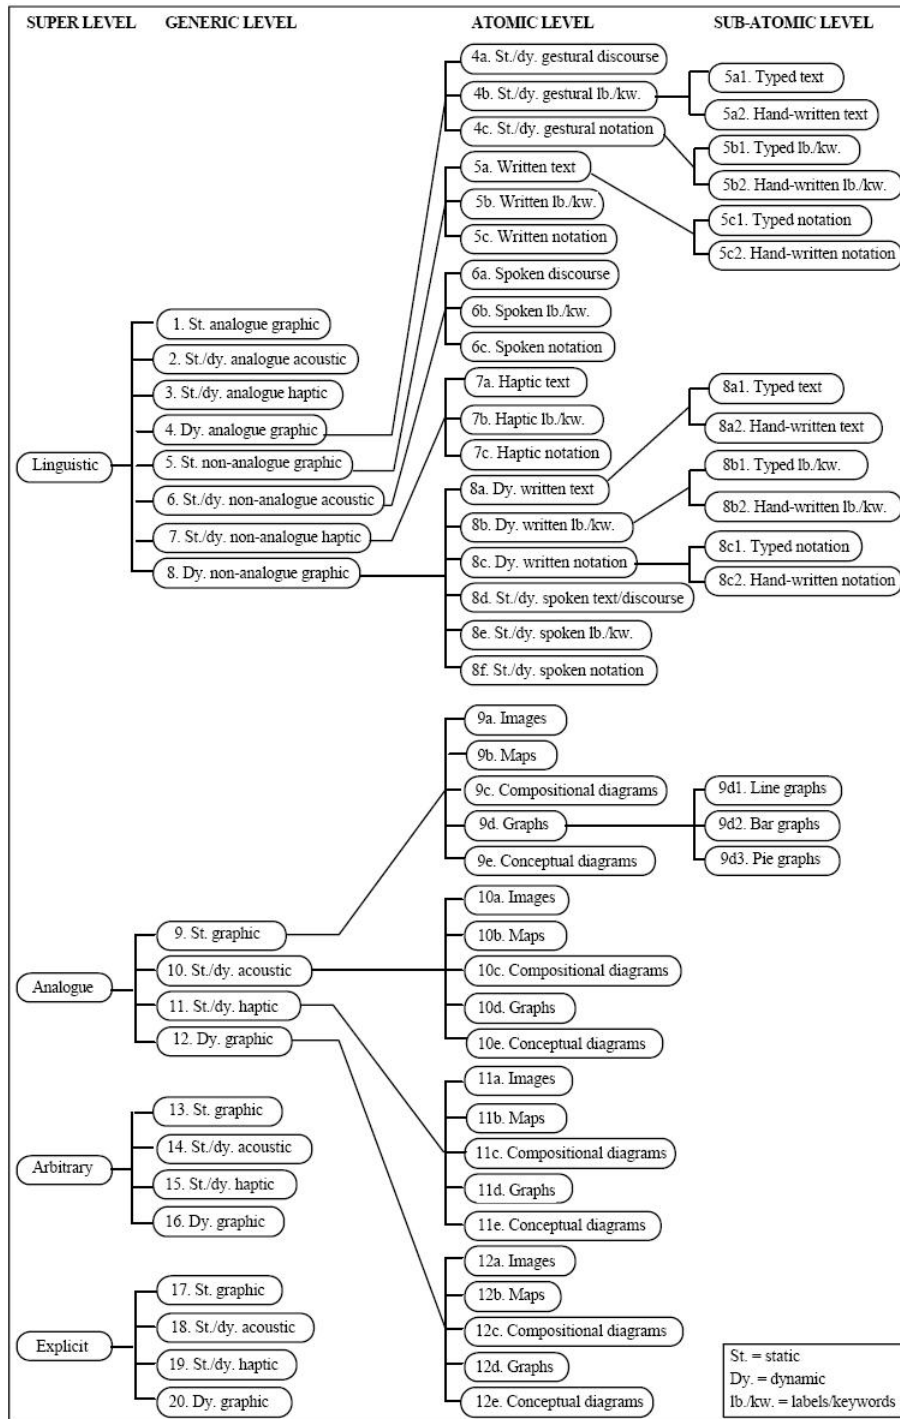 SUPER LEVEL
GENERIC LEVEL
ATOMIC LEVEL
SUB-ATOMIC LEVEL
Linguistic
1. St. analogue graphic
2. St./dy. analogue acoustic
3. St./dy. analogue haptic
4. Dy. analogue graphic
5. St. non-analogue graphic
6. St./dy. non-analogue acoustic
7. St./dy. non-analogue haptic
8. Dy. non-analogue graphic
4a. St./dy. gestural discourse
4b. St./dy. gestural lb./kw.
4c. St./dy. gestural notation
5a. Written text
5b. Written lb./kw.
5c. Written notation
6a. Spoken discourse
6b. Spoken lb./kw.
6c. Spoken notation
7a. Haptic text
7b. Haptic lb./kw.
7c. Haptic notation
8a. Dy. written text
8b. Dy. written lb./kw.
8c. Dy. written notation
8d. St./dy. spoken text/discourse
8e. St./dy. spoken lb./kw.
8f. St./dy. spoken notation
5a1. Typed text
5a2. Hand-written text
5b1. Typed lb./kw.
5b2. Hand-written lb./kw.
5c1. Typed notation
5c2. Hand-written notation
8a1. Typed text
8a2. Hand-written text
8b1. Typed lb./kw.
8b2. Hand-written lb./kw.
8c1. Typed notation
8c2. Hand-written notation
Analogue
9. St. graphic
10. St./dy. acoustic
11. St./dy. haptic
12. Dy. graphic
9a. Images
9b. Maps
9c. Compositional diagrams
9d. Graphs
9e. Conceptual diagrams
9d1. Line graphs
9d2. Bar graphs
9d3. Pie graphs
10a. Images
10b. Maps
10c. Compositional diagrams
10d. Graphs
10e. Conceptual diagrams
11a. Images
11b. Maps
11c. Compositional diagrams
11d. Graphs
11e. Conceptual diagrams
12a. Images
12b. Maps
12c. Compositional diagrams
12d. Graphs
12e. Conceptual diagrams
Arbitrary
13. St. graphic
14. St./dy. acoustic
15. St./dy. haptic
16. Dy. graphic
Explicit
17. St. graphic
18. St./dy. acoustic
19. St./dy. haptic
20. Dy. graphic
St. = static
Dy. = dynamic
lb./kw. = labels/keywords